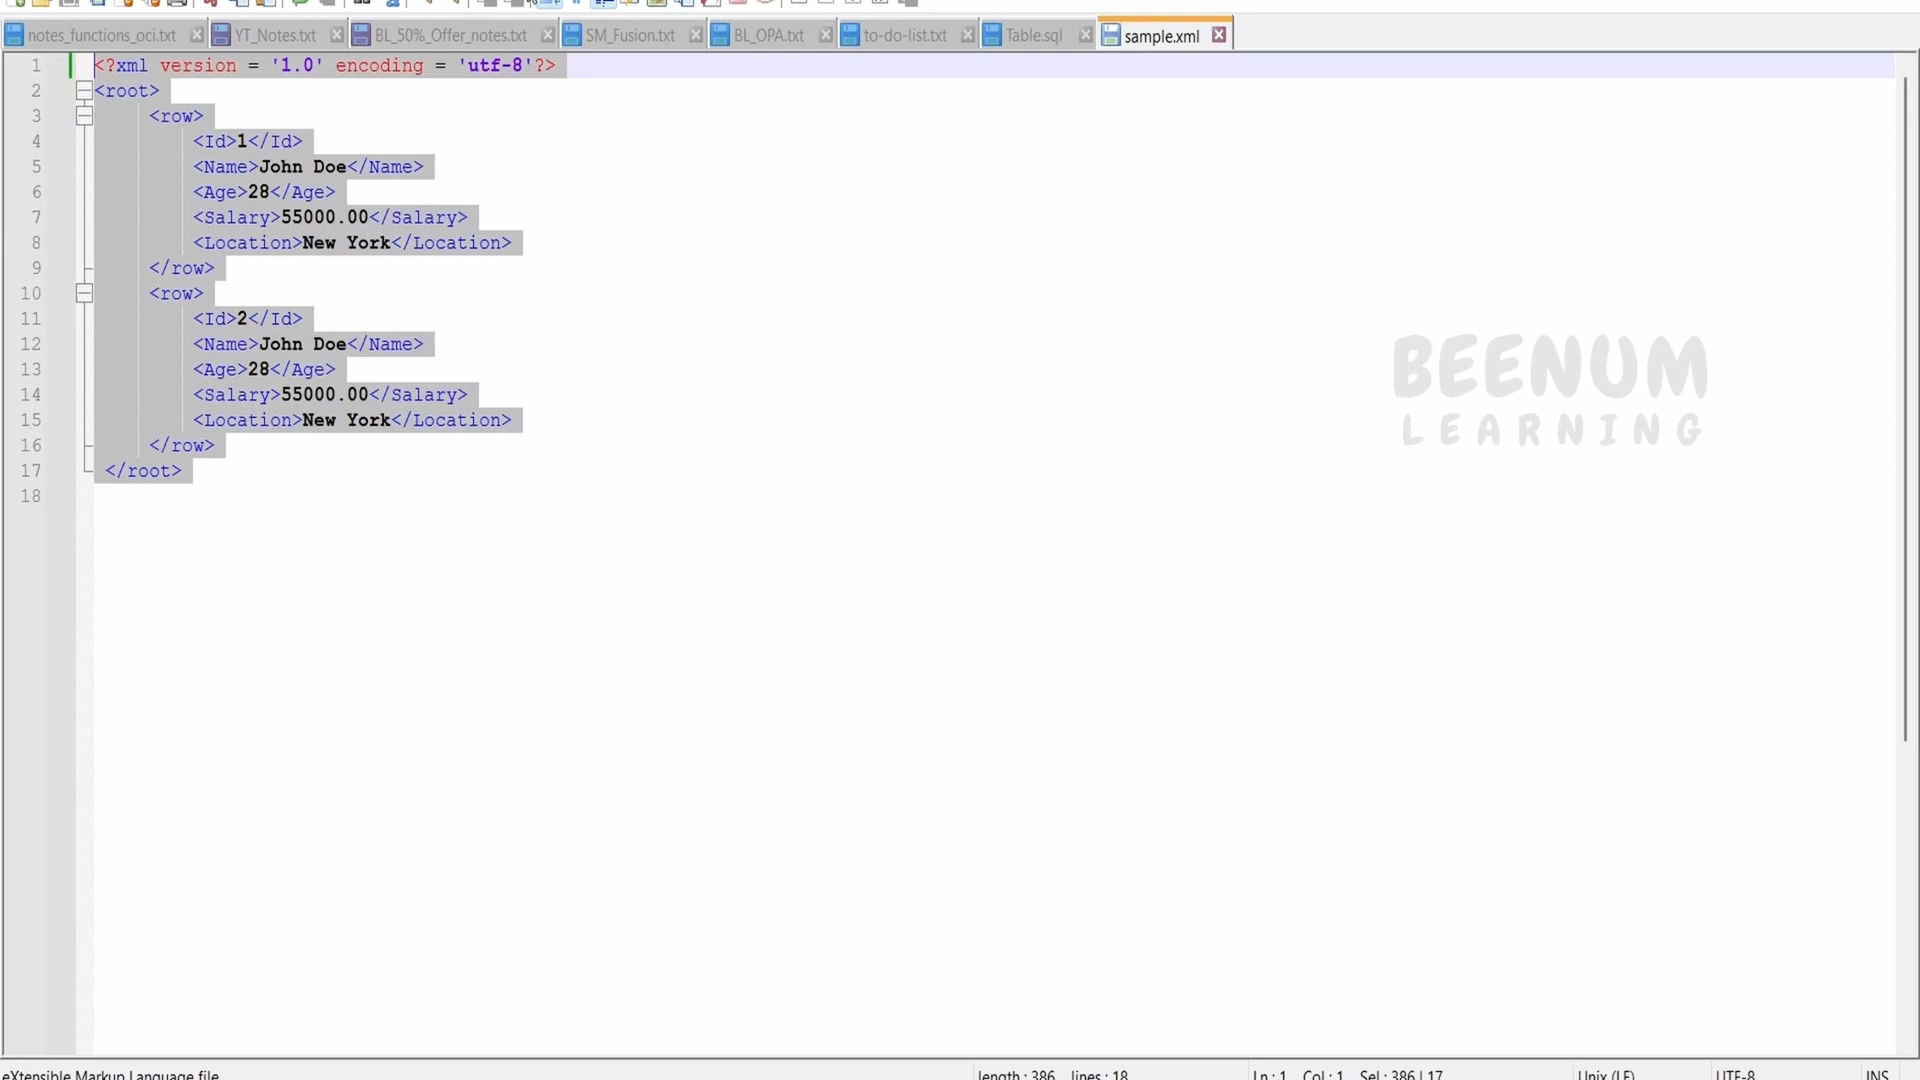 notes_functions_oci.txt YT_Notes.txt BL_50%_Offer_notes.txt SM_Fusion.txt BL_OPA.txt to-do-list.txt Table.sql sample.xml
1 <?xml version = '1.0' encoding = 'utf-8'?>
2 <root>
3 <row>
4 <Id>1</Id>
5 <Name>John Doe</Name>
6 <Age>28</Age>
7 <Salary>55000.00</Salary>
8 <Location>New York</Location>
9 </row>
10 <row>
11 <Id>2</Id>
12 <Name>John Doe</Name>
13 <Age>28</Age>
14 <Salary>55000.00</Salary>
15 <Location>New York</Location>
16 </row>
17 </root>
18
BEENUM
LEARNING
eXtensible Markup Language file length : 386 lines : 18 Ln : 1 Col : 1 Sel : 386 | 17 Unix (LF) UTF-8 INS